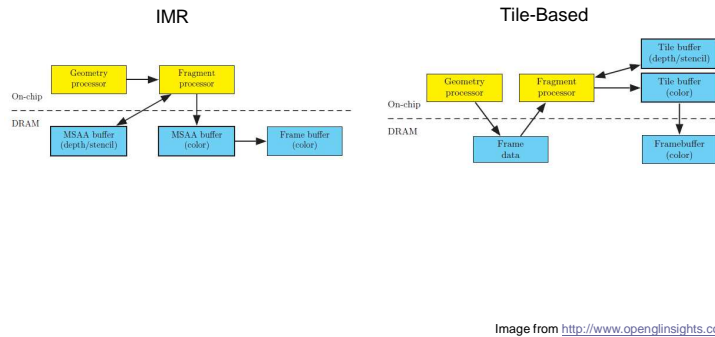 IMR
Geometry
processor
Fragment
processor
On-chip
DRAM
MSAA buffer
(depth/stencil)
MSAA buffer
(color)
Frame buffer
(color)
Tile-Based
Tile buffer
(depth/stencil)
Geometry
processor
Fragment
processor
Tile buffer
(color)
On-chip
DRAM
Frame
data
Framebuffer
(color)
Image from http://www.openglinsights.co